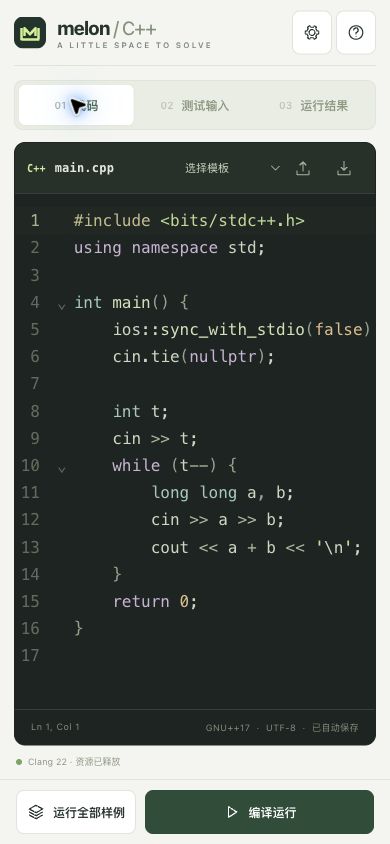 melon / C++
A LITTLE SPACE TO SOLVE
01 码 02 测试输入 03 运行结果
C++ main.cpp 选择模板
1 #include <bits/stdc++.h>
2 using namespace std;
3
4 int main() {
5 ios::sync_with_stdio(false)
6 cin.tie(nullptr);
7
8 int t;
9 cin >> t;
10 while (t--) {
11 long long a, b;
12 cin >> a >> b;
13 cout << a + b << '\n';
14 }
15 return 0;
16 }
17
Ln 1, Col 1 GNU++17 · UTF-8 · 已自动保存
Clang 22 · 资源已释放
运行全部样例 编译运行